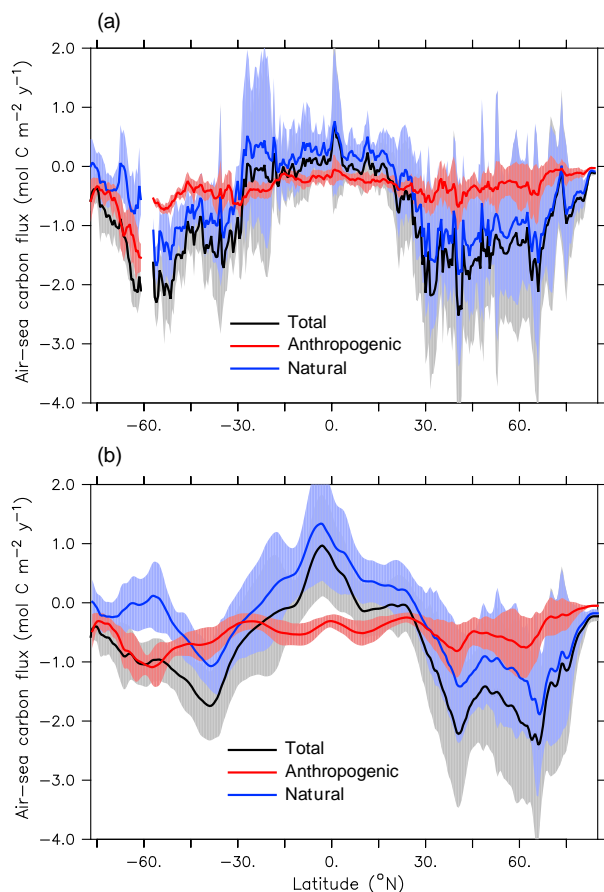 (a)
Air−sea carbon flux (mol C m−2 y−1)
2.0
1.0
0.0
−1.0
−2.0
−3.0
−4.0
Total
Anthropogenic
Natural
−60. −30. 0. 30. 60.
(b)
Air−sea carbon flux (mol C m−2 y−1)
2.0
1.0
0.0
−1.0
−2.0
−3.0
−4.0
Total
Anthropogenic
Natural
−60. −30. 0. 30. 60.
Latitude (°N)